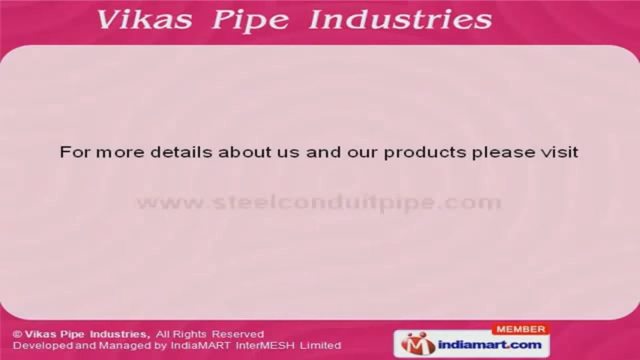 Vikas Pipe Industries
For more details about us and our products please visit
www.steelconduitpipe.com
© Vikas Pipe Industries, All Rights Reserved
Developed and Managed by IndiaMART InterMESH Limited
MEMBER
indiamart.com